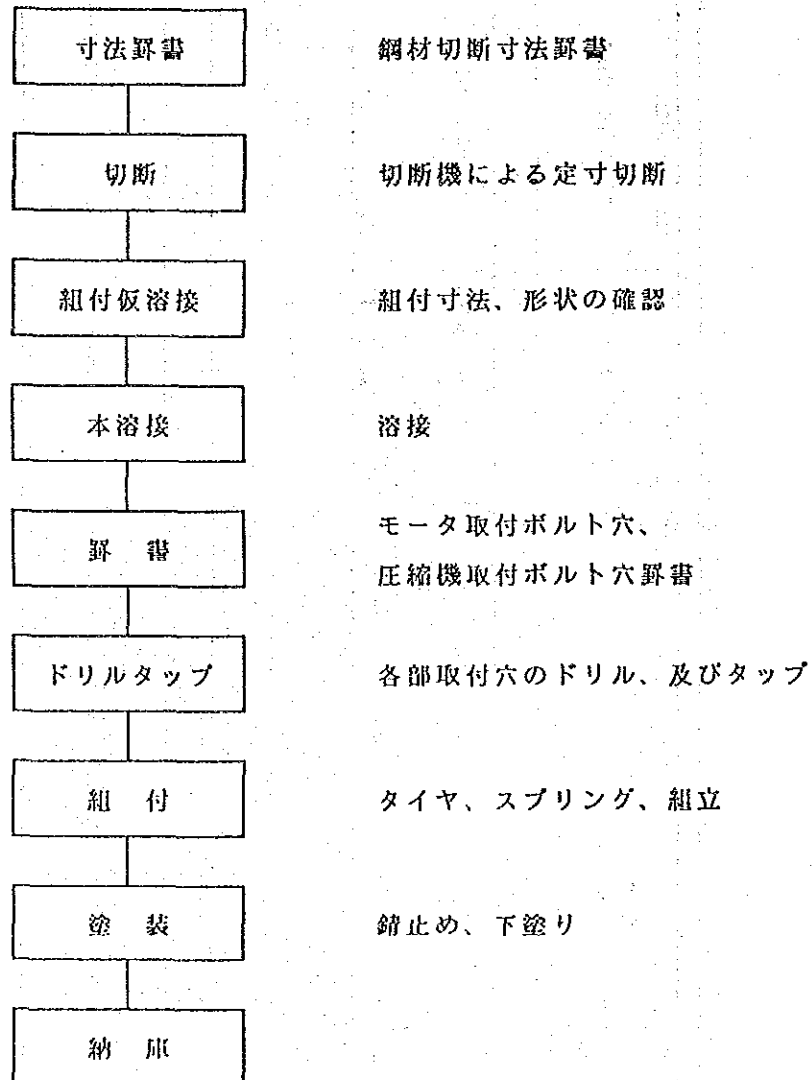 寸法罫書 鋼材切断寸法罫書
切断 切断機による定寸切断
組付仮溶接 組付寸法、形状の確認
本溶接 溶接
罫 書 モータ取付ボルト穴、
圧縮機取付ボルト穴罫書
ドリルタップ 各部取付穴のドリル、及びタップ
組 付 タイヤ、スプリング、組立
塗 装 錆止め、下塗り
納 庫